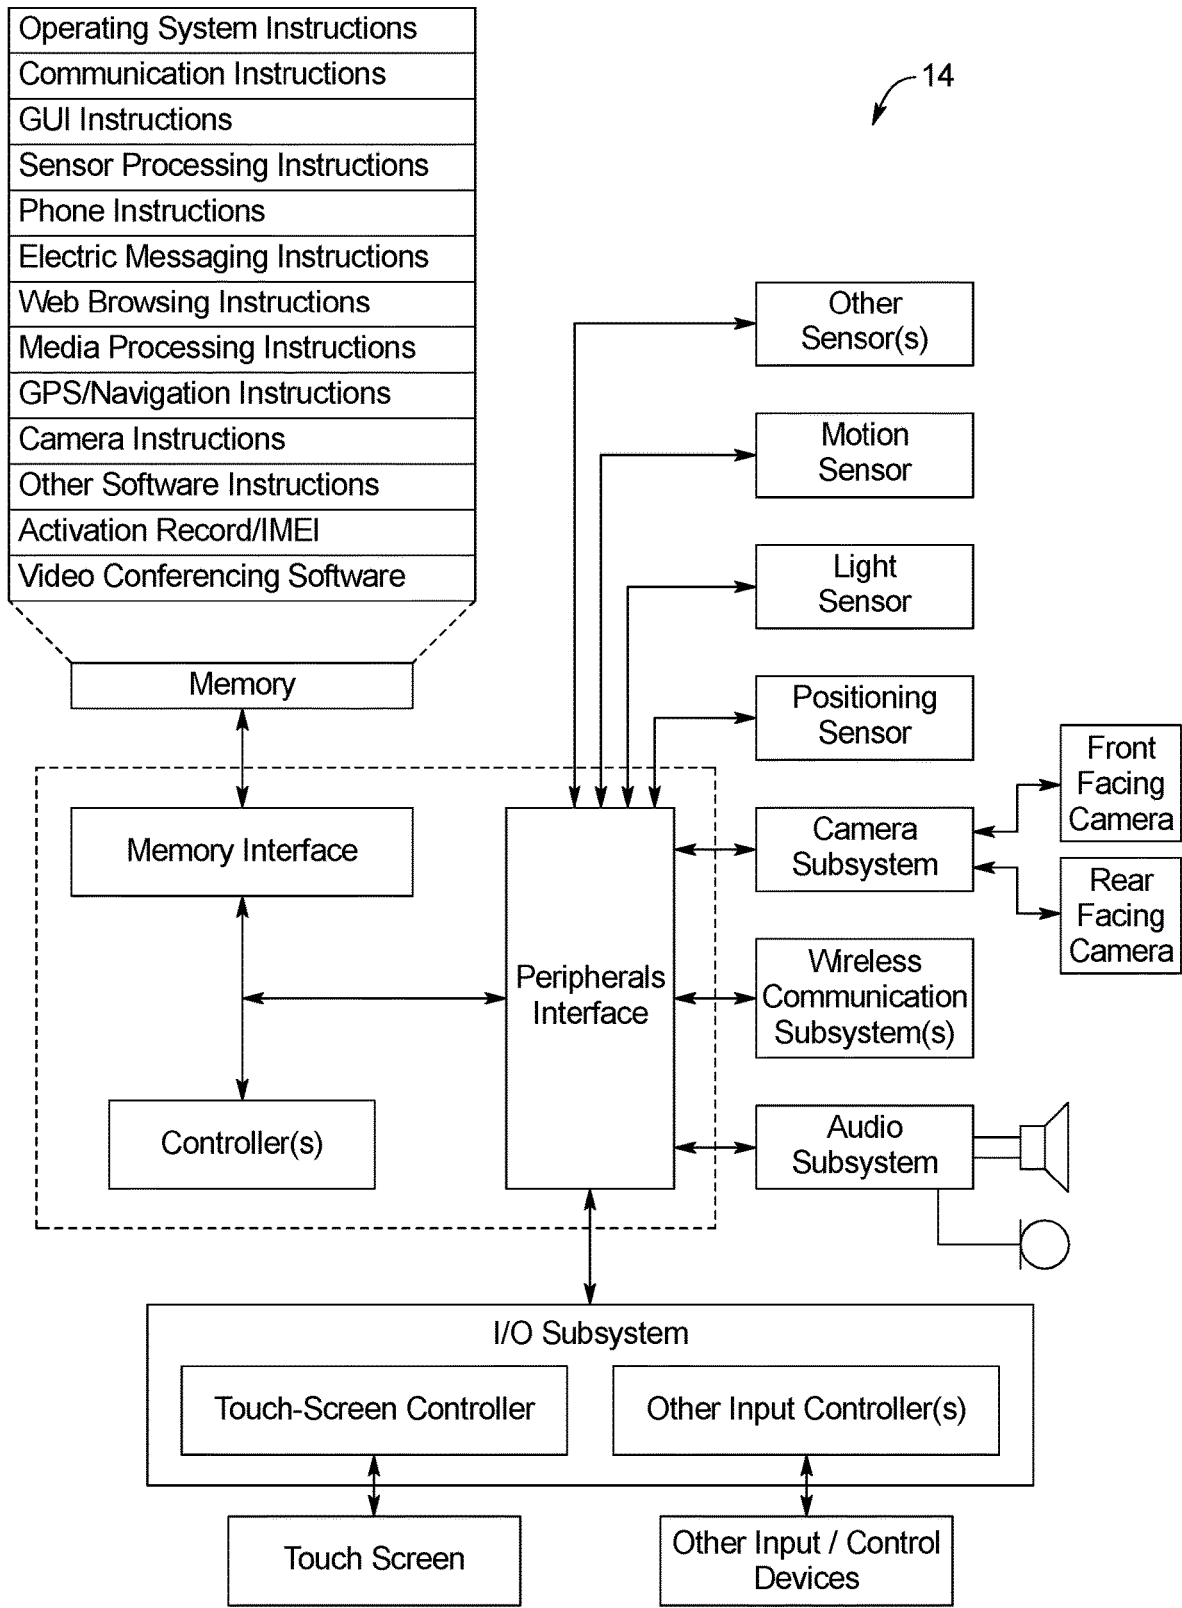 Operating System Instructions
Communication Instructions
GUI Instructions
Sensor Processing Instructions
Phone Instructions
Electric Messaging Instructions
Web Browsing Instructions
Media Processing Instructions
GPS/Navigation Instructions
Camera Instructions
Other Software Instructions
Activation Record/IMEI
Video Conferencing Software
Memory
14
Other
Sensor(s)
Motion
Sensor
Light
Sensor
Positioning
Sensor
Front
Facing
Camera
Camera
Subsystem
Rear
Facing
Camera
Memory Interface
Peripherals
Interface
Wireless
Communication
Subsystem(s)
Controller(s)
Audio
Subsystem
I/O Subsystem
Touch-Screen Controller
Other Input Controller(s)
Touch Screen
Other Input / Control
Devices